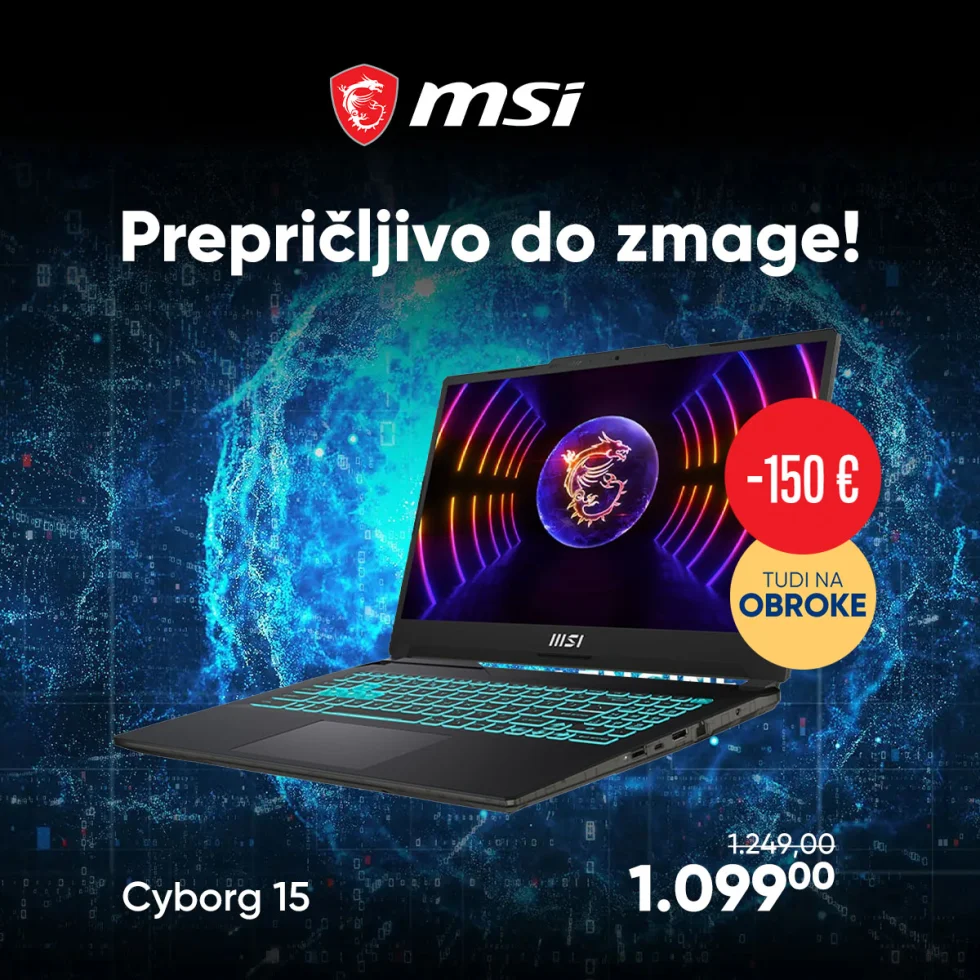 msi
Prepričljivo do zmage!
-150 €
TUDI NA
OBROKE
msi
1.249,00
1.09900
Cyborg 15